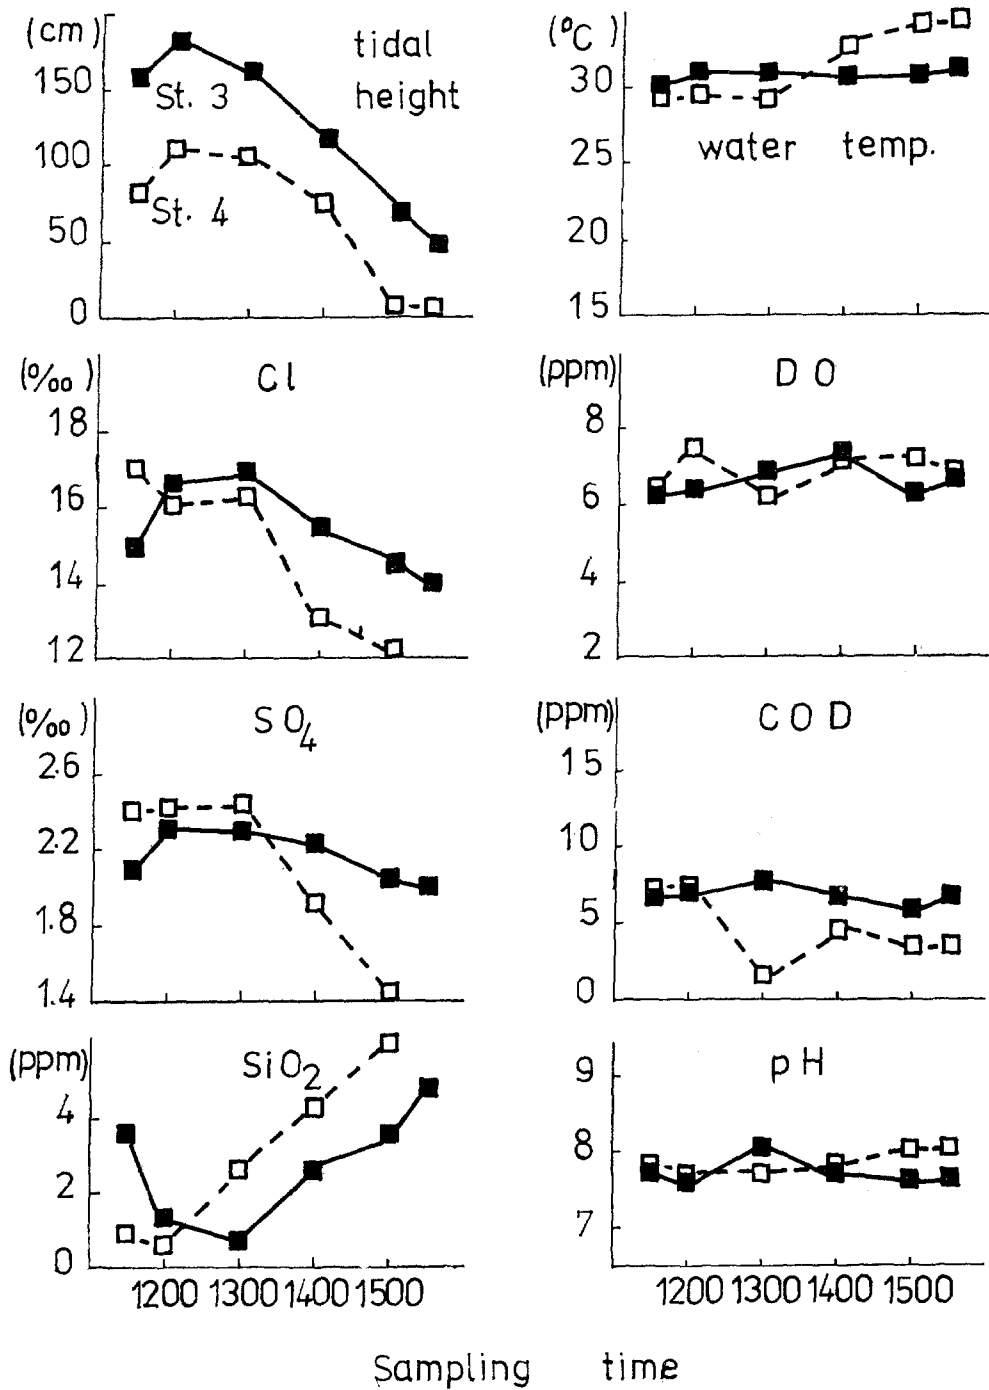 (cm)
tidal
height
150
St. 3
100
St. 4
50
0
(°C)
30
water temp.
25
20
15
(‰)
Cl
18
16
14
12
(ppm)
DO
8
6
4
2
(‰)
SO4
2.6
2.2
1.8
1.4
(ppm)
COD
15
10
5
0
(ppm)
SiO2
4
2
0
1200 1300 1400 1500
pH
9
8
7
1200 1300 1400 1500
Sampling time